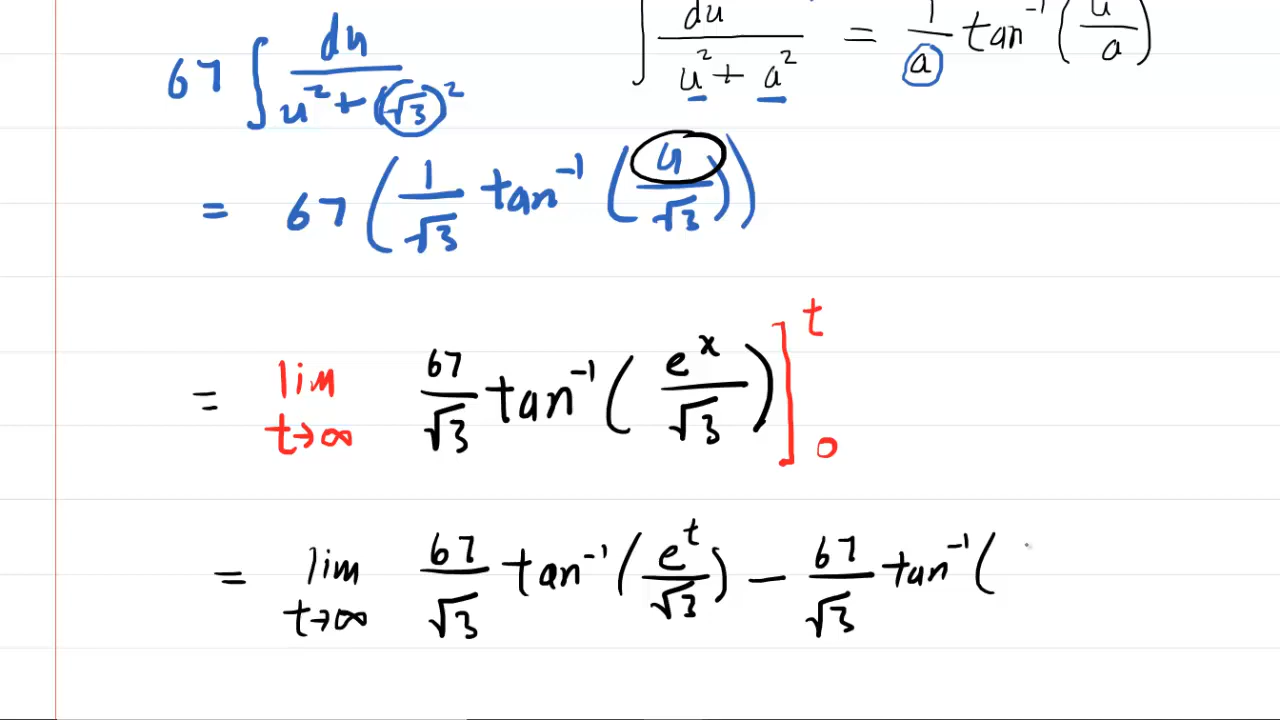 67 ∫ du / (u² + (√3)²)
∫ du / (u² + a²) = 1/a tan⁻¹(u/a)
= 67 (1/√3 tan⁻¹(u/√3))
= lim t→∞ 67/√3 tan⁻¹(eˣ/√3)]₀ᵗ
= lim t→∞ 67/√3 tan⁻¹(eᵗ/√3) − 67/√3 tan⁻¹(